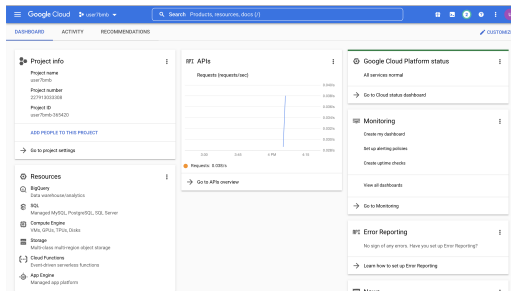 Google Cloud
user7bmb
Search Products, resources, docs (/)
DASHBOARD
ACTIVITY
RECOMMENDATIONS
CUSTOMIZE
Project info
Project name
user7bmb
Project number
227913033308
Project ID
user7bmb-365420
ADD PEOPLE TO THIS PROJECT
Go to project settings
Resources
BigQuery
Data warehouse/analytics
SQL
Managed MySQL, PostgreSQL, SQL Server
Compute Engine
VMs, GPUs, TPUs, Disks
Storage
Multi-class multi-region object storage
Cloud Functions
Event-driven serverless functions
App Engine
Managed app platform
API APIs
Requests (requests/sec)
Requests: 0.033/s
Go to APIs overview
Google Cloud Platform status
All services normal
Go to Cloud status dashboard
Monitoring
Create my dashboard
Set up alerting policies
Create uptime checks
View all dashboards
Go to Monitoring
Error Reporting
No sign of any errors. Have you set up Error Reporting?
Learn how to set up Error Reporting
News